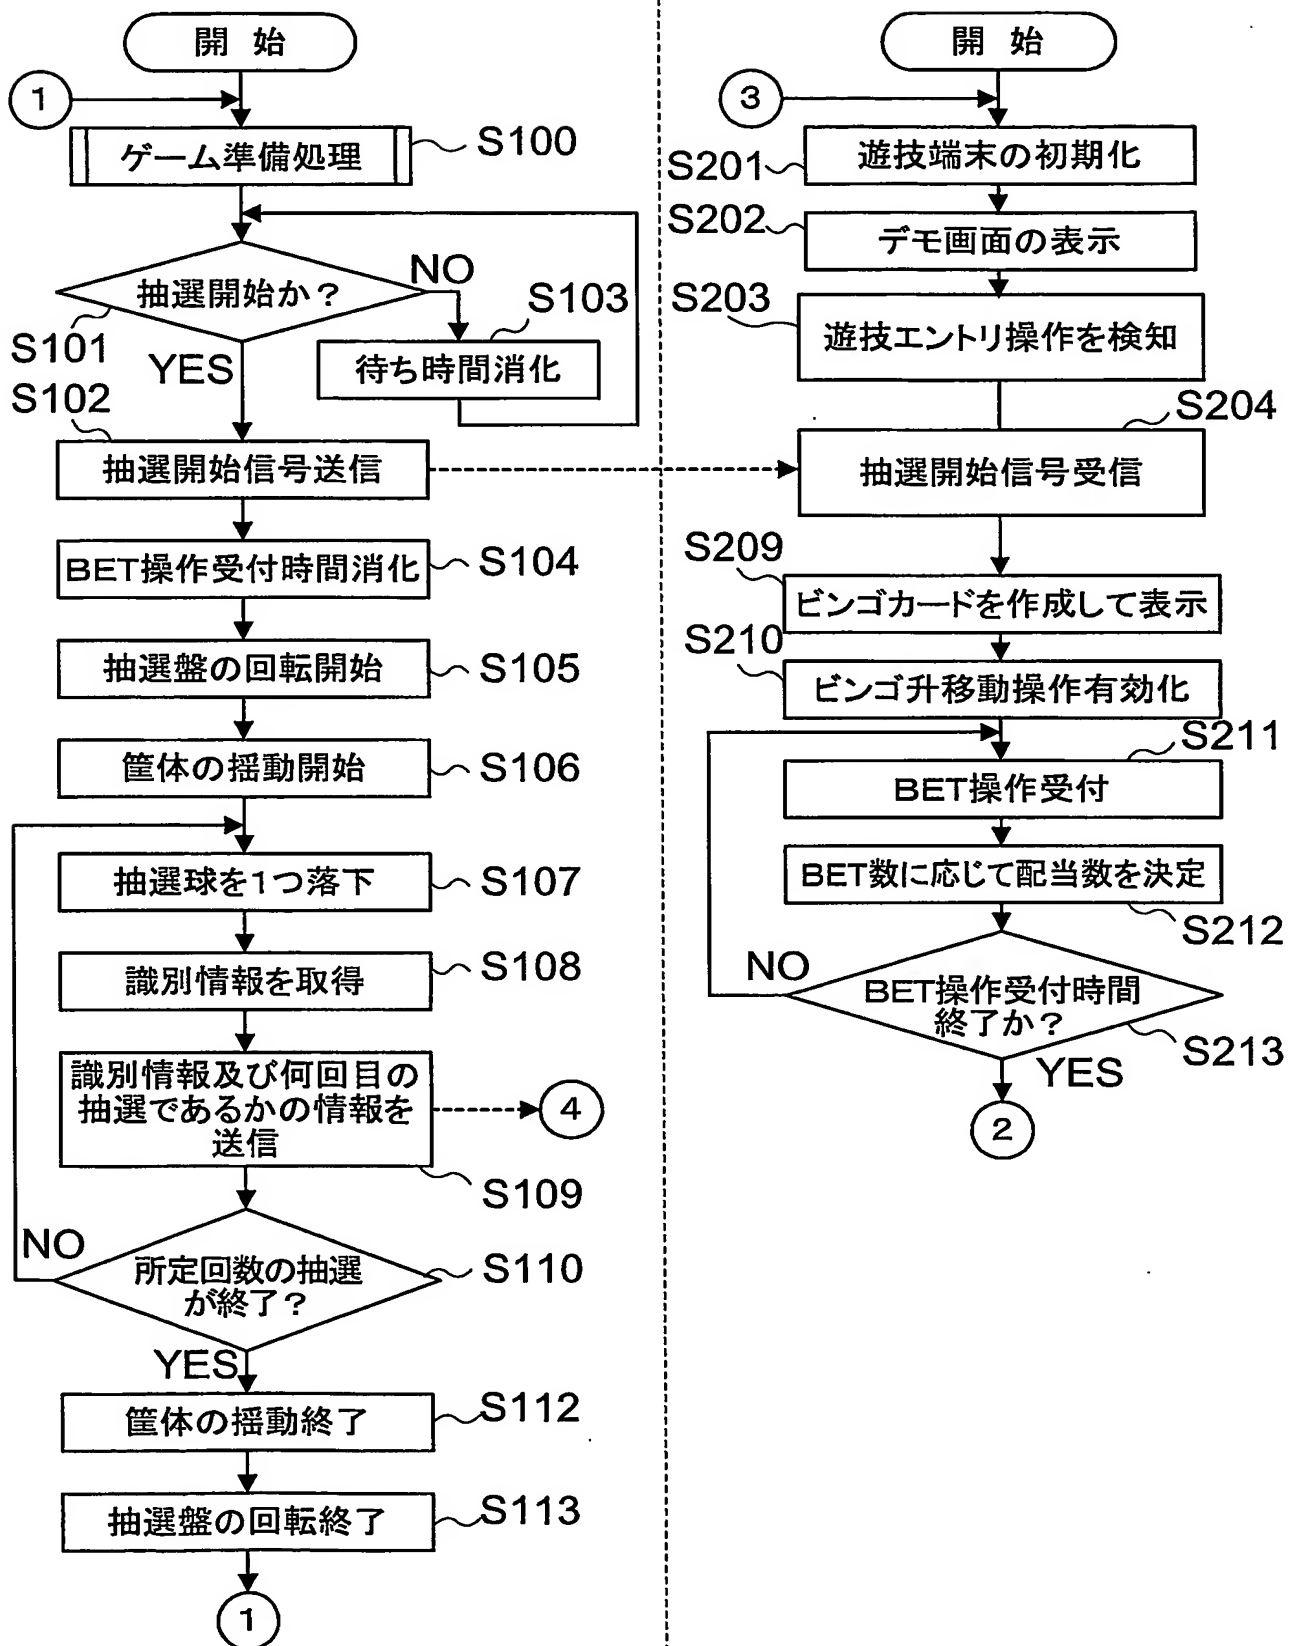 開 始
1
ゲーム準備処理
S100
抽選開始か?
NO
S101
YES
S103
待ち時間消化
S102
抽選開始信号送信
BET操作受付時間消化
S104
抽選盤の回転開始
S105
筐体の揺動開始
S106
抽選球を1つ落下
S107
識別情報を取得
S108
識別情報及び何回目の
抽選であるかの情報を
送信
4
S109
NO
所定回数の抽選
が終了?
S110
YES
筐体の揺動終了
S112
抽選盤の回転終了
S113
1
開 始
3
S201
遊技端末の初期化
S202
デモ画面の表示
S203
遊技エントリ操作を検知
S204
抽選開始信号受信
S209
ビンゴカードを作成して表示
S210
ビンゴ升移動操作有効化
S211
BET操作受付
BET数に応じて配当数を決定
S212
NO
BET操作受付時間
終了か?
S213
YES
2